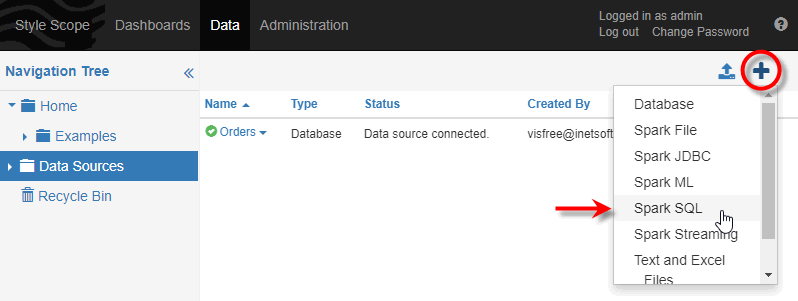 Style Scope Dashboards Data Administration
Logged in as admin
Log out Change Password
?
Navigation Tree
Home
Examples
Data Sources
Recycle Bin
Name Type Status Created By
Orders Database Data source connected. visfree@inetsoft
Database
Spark File
Spark JDBC
Spark ML
Spark SQL
Spark Streaming
Text and Excel
Files